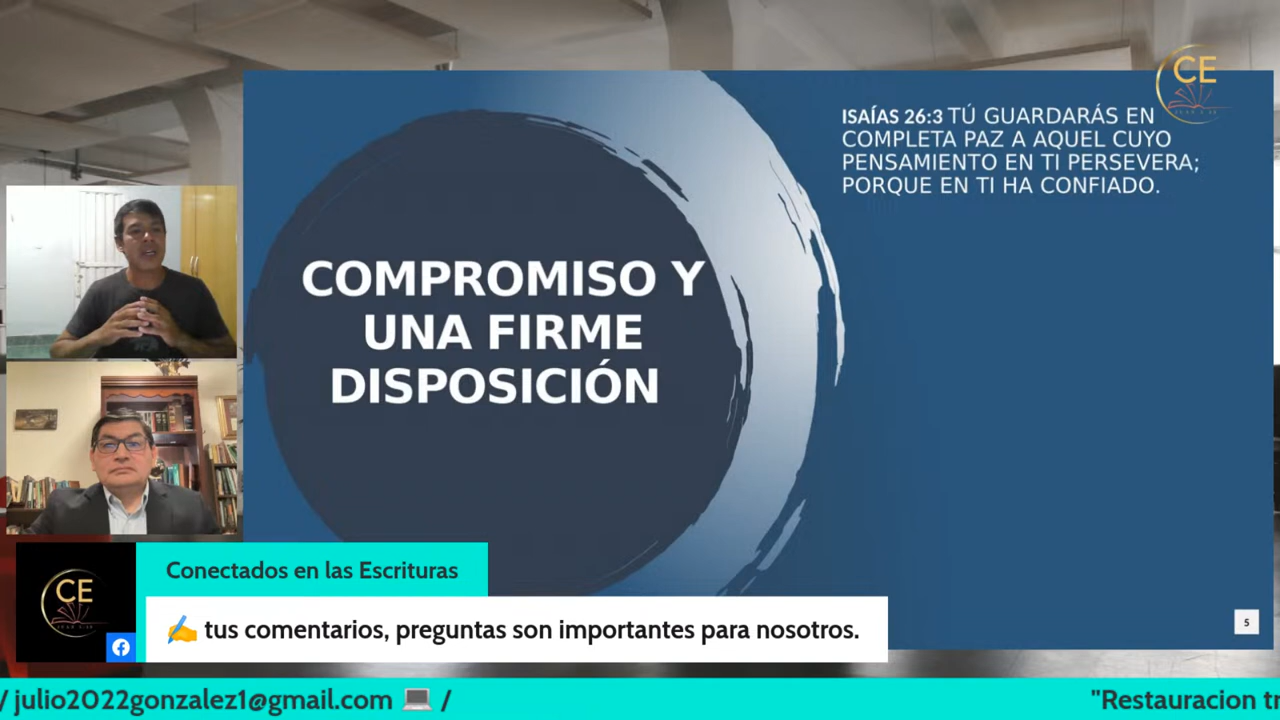 CE
ISAÍAS 26:3 TÚ GUARDARÁS EN
COMPLETA PAZ A AQUEL CUYO
PENSAMIENTO EN TI PERSEVERA;
PORQUE EN TI HA CONFIADO.
COMPROMISO Y
UNA FIRME
DISPOSICIÓN
CE
Conectados en las Escrituras
✍️ tus comentarios, preguntas son importantes para nosotros.
5
/ julio2022gonzalez1@gmail.com 💻 /
"Restauracion tr